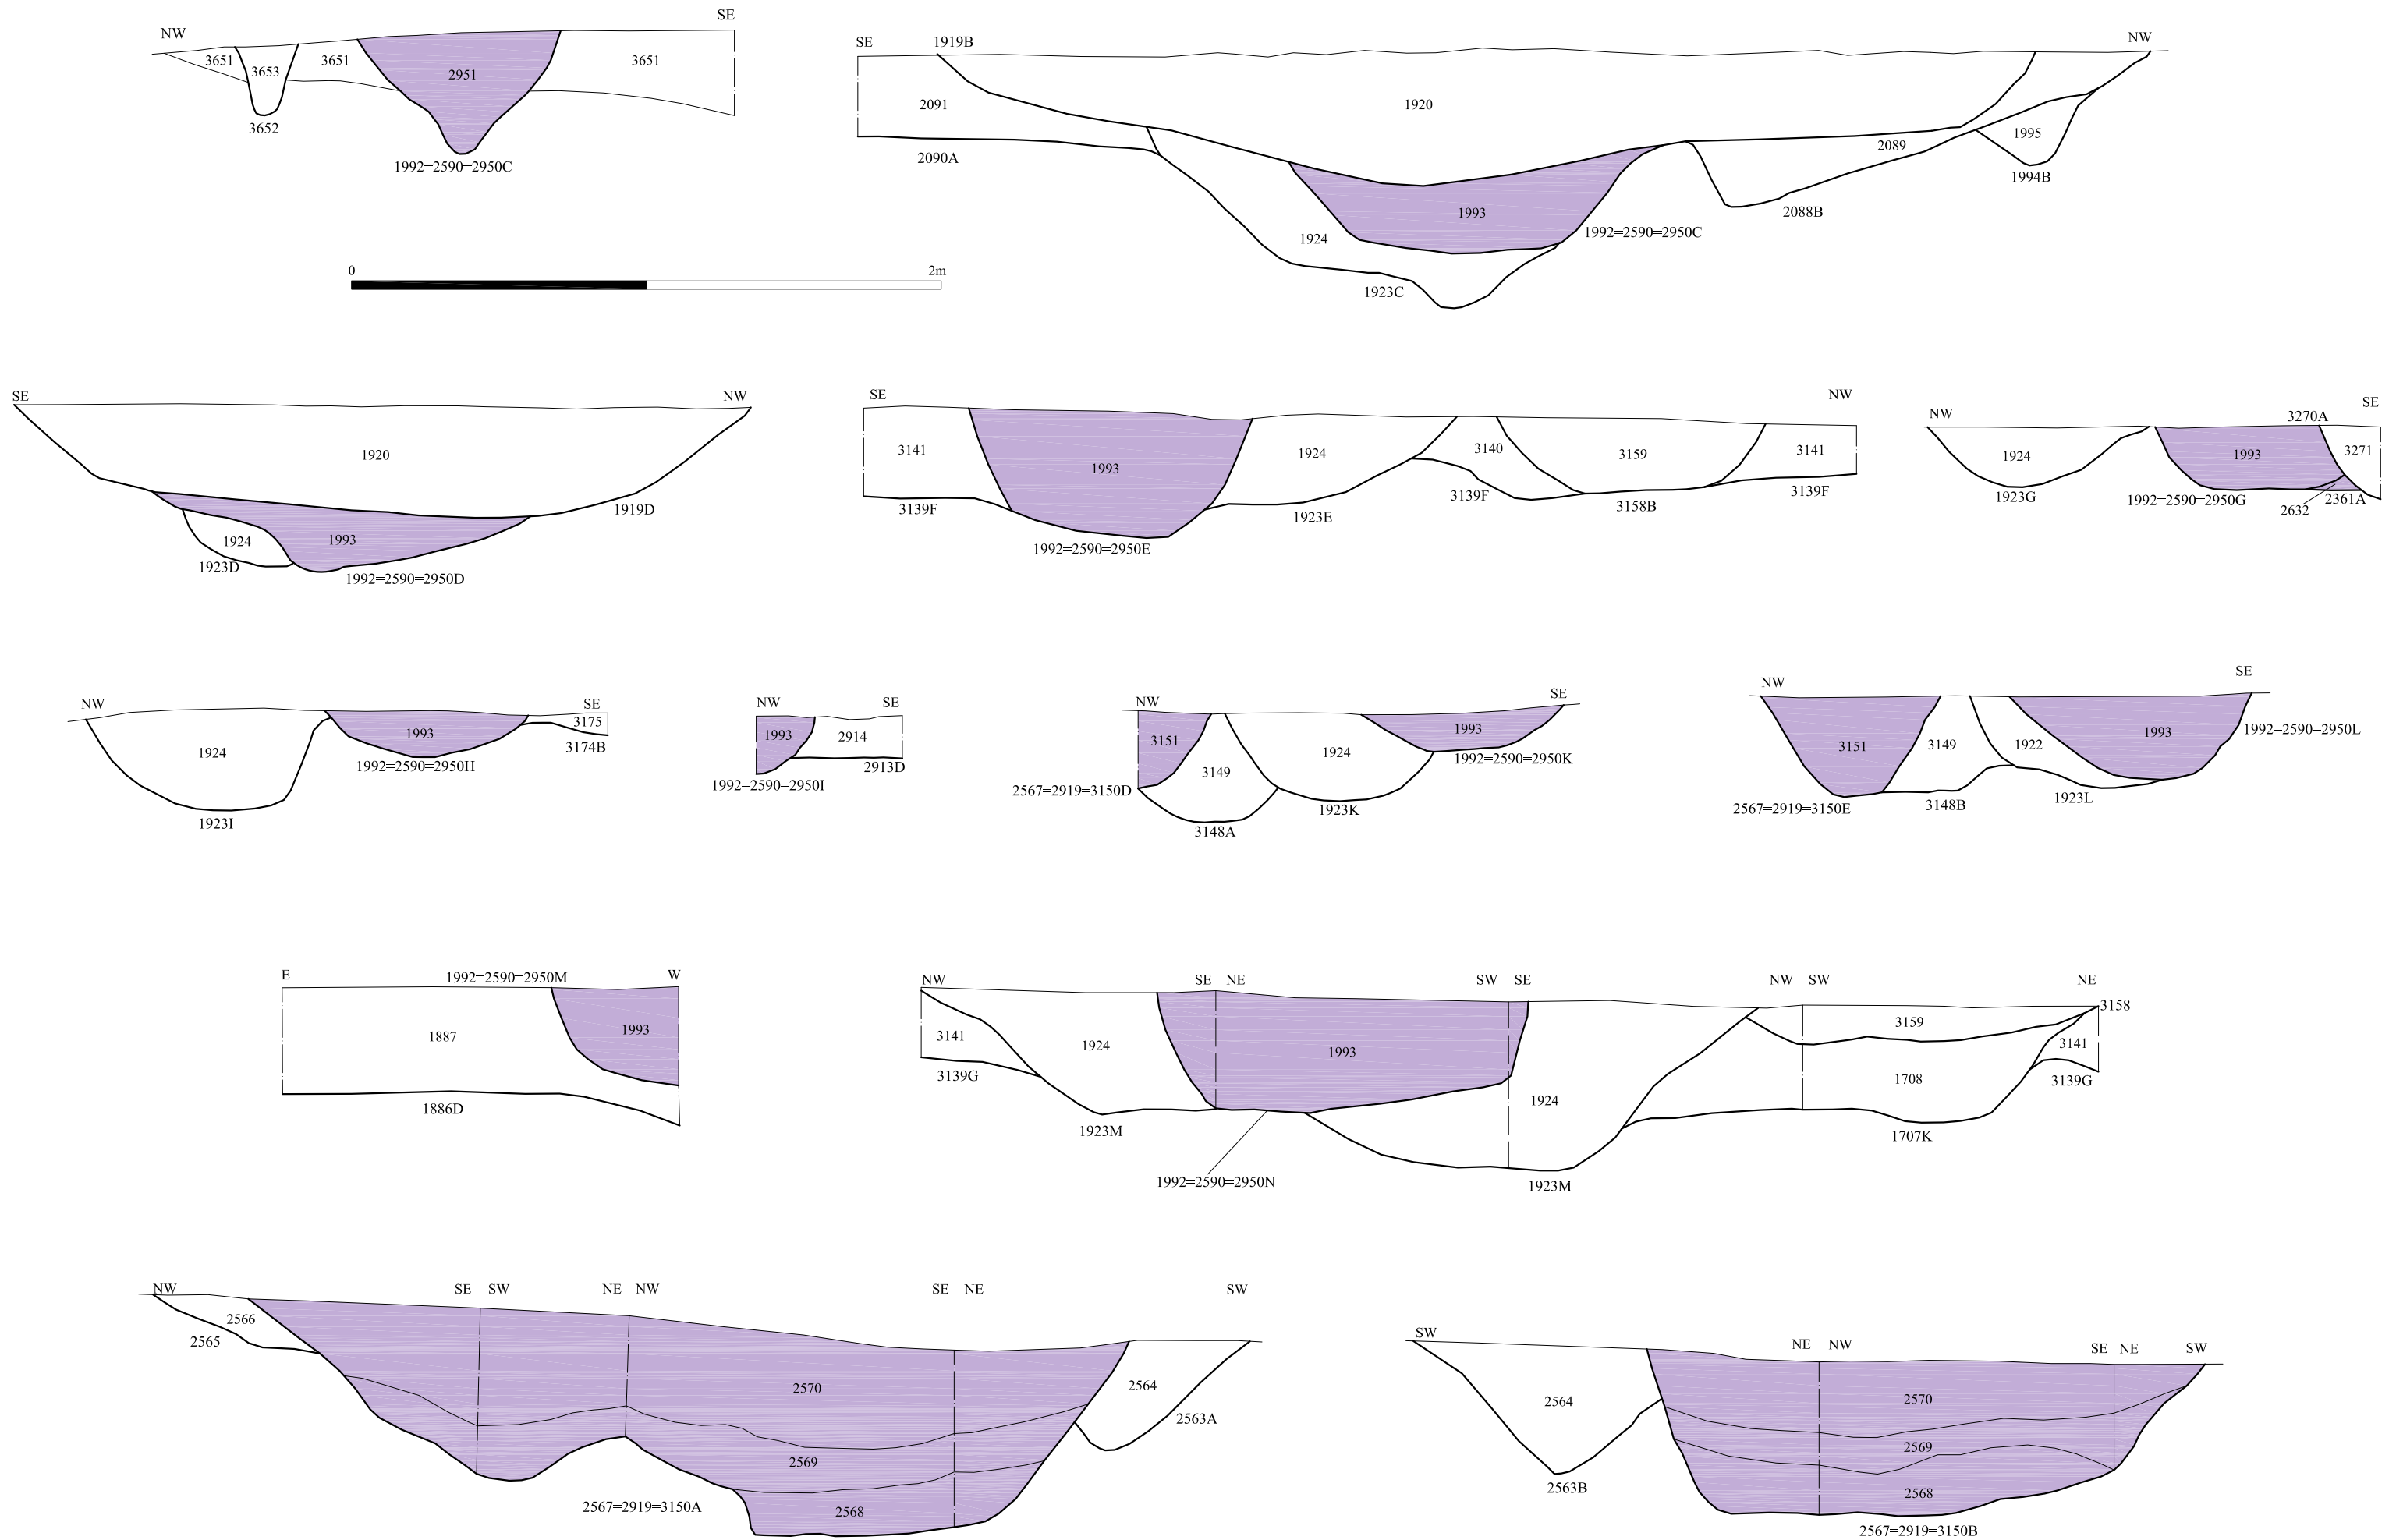 NW SE
3651 3653 3651 2951 3651
3652
1992=2590=2950C
SE 1919B NW
2091 1920
2090A 2089 1995
1994B
1993 2088B
1924 1992=2590=2950C
1923C
0 2m
SE NW
1920
1919D
1924 1993
1923D 1992=2590=2950D
SE NW
3141 1993 1924 3140 3159 3141
3139F 1923E 3139F 3158B 3139F
1992=2590=2950E
NW 3270A SE
1924 1993 3271
1923G 1992=2590=2950G 2632 2361A
NW SE
1924 1993 3175
3174B
1992=2590=2950H
1923I
NW SE
1993 2914
2913D
1992=2590=2950I
NW SE
3151 3149 1924 1993
1992=2590=2950K
2567=2919=3150D
3148A 1923K
NW SE
3151 3149 1922 1993 1992=2590=2950L
2567=2919=3150E 3148B 1923L
E 1992=2590=2950M W
1887 1993
1886D
NW SE NE SW SE NW SW NE
3158
3141 1924 1993 3159 3141
3139G 1708 3139G
1924
1923M 1707K
1992=2590=2950N 1923M
NW SE SW NE NW SE NE SW
2566
2565
2570 2564
2563A
2569
2567=2919=3150A 2568
SW NE NW SE NE SW
2564 2570
2569
2563B 2568
2567=2919=3150B